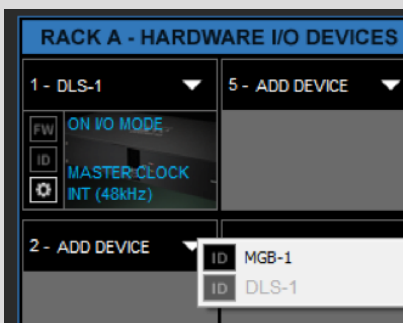 RACK A - HARDWARE I/O DEVICES
1 - DLS-1
5 - ADD DEVICE
FW
ON I/O MODE
ID
MASTER CLOCK
INT (48kHz)
2 - ADD DEVICE
ID MGB-1
ID DLS-1